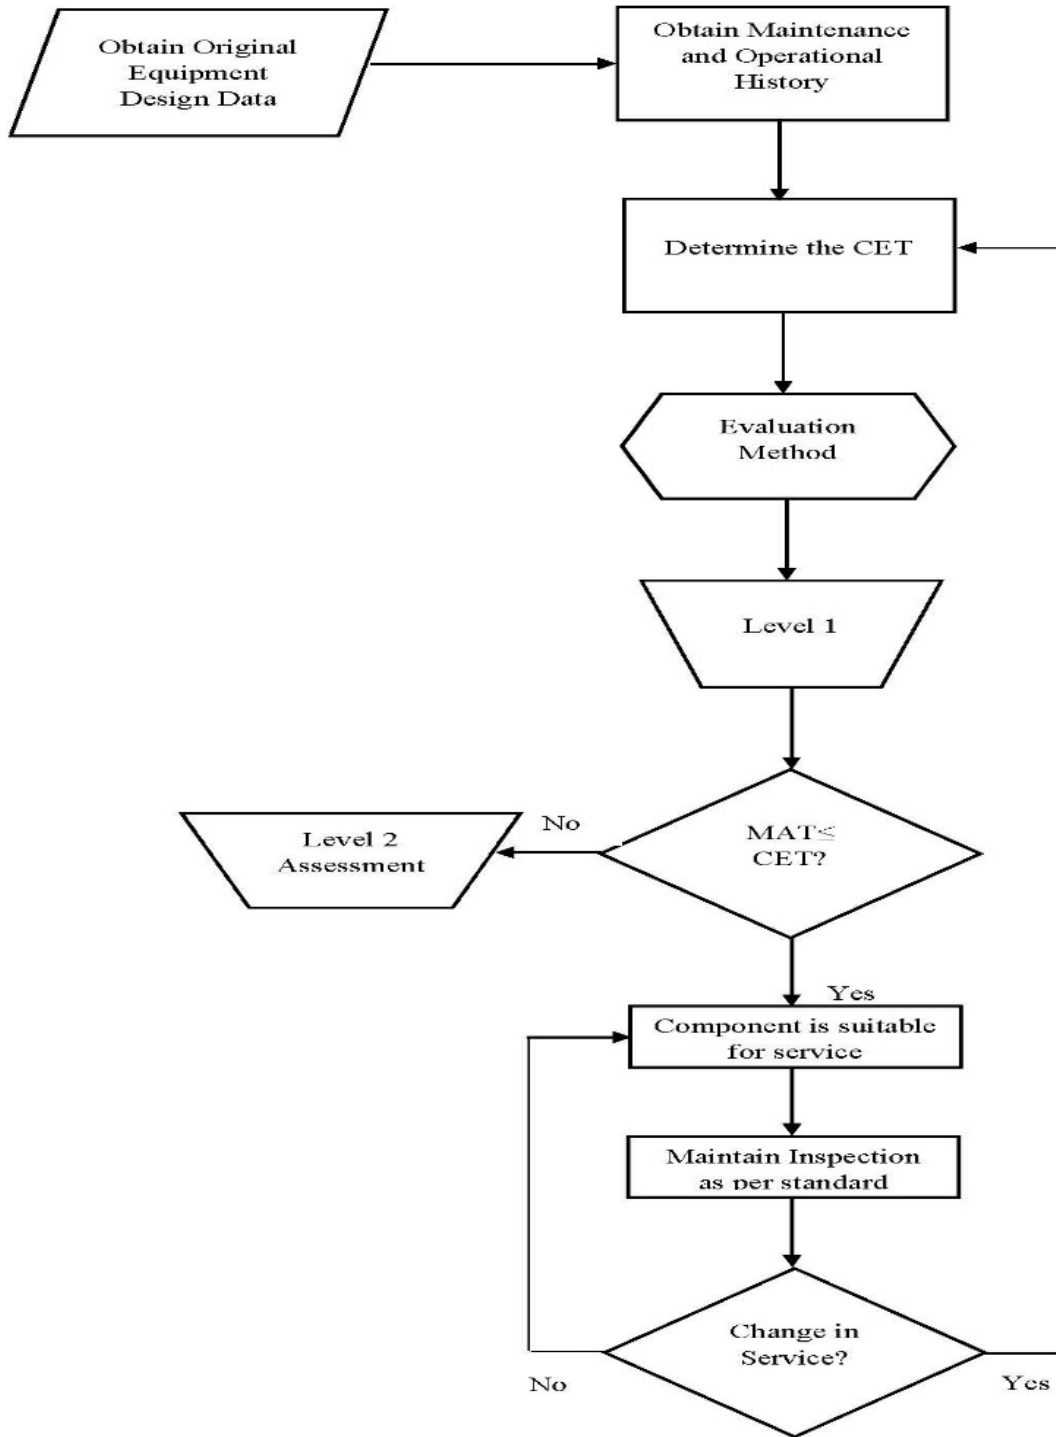 Obtain Original
Equipment
Design Data
Obtain Maintenance
and Operational
History
Determine the CET
Evaluation
Method
Level 1
MAT≤
CET?
No
Level 2
Assessment
Yes
Component is suitable
for service
Maintain Inspection
as per standard
Change in
Service?
No
Yes